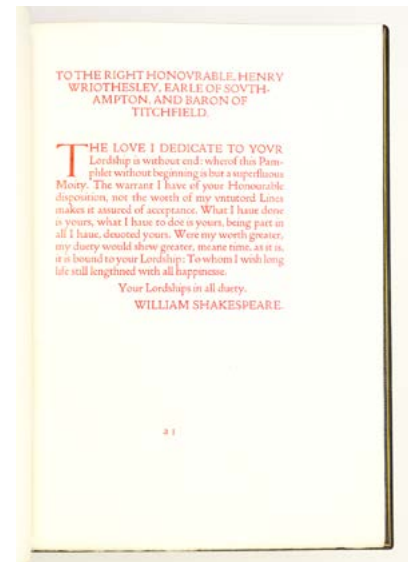 TO THE RIGHT HONOVRABLE, HENRY
WRIOTHESLEY, EARLE OF SOVTH-
AMPTON, AND BARON OF
TITCHFIELD.
THE LOVE I DEDICATE TO YOVR
Lordship is without end: wherof this Pam-
phlet without beginning is but a superfluous
Moity. The warrant I have of your Honourable
disposition, not the worth of my vntutord Lines
makes it assured of acceptance. What I haue done
is yours, what I haue to doe is yours, being part in
all I haue, deuoted yours. Were my worth greater,
my duety would shew greater, meane time, as it is,
it is bound to your Lordship; To whom I wish long
life still lengthned with all happinesse.
Your Lordships in all duety.
WILLIAM SHAKESPEARE.
a 1